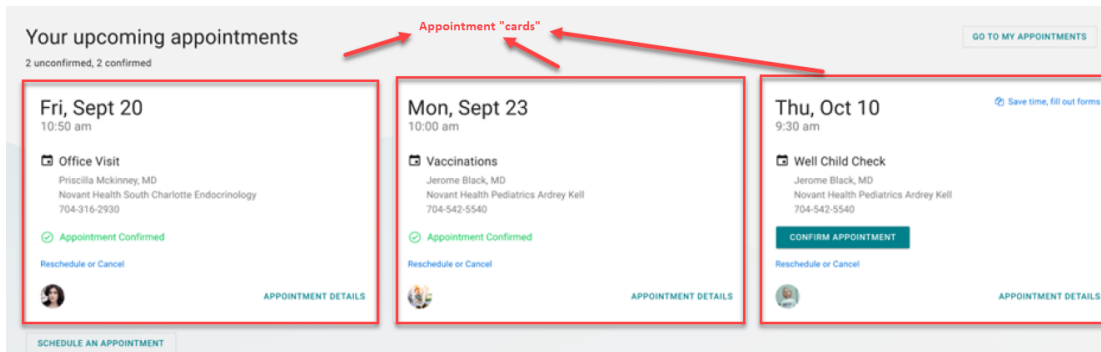 Appointment "cards"
Your upcoming appointments
GO TO MY APPOINTMENTS
2 unconfirmed, 2 confirmed
Fri, Sept 20
10:50 am
Office Visit
Priscilla Mckinney, MD
Novant Health South Charlotte Endocrinology
704-316-2930
Appointment Confirmed
Reschedule or Cancel
APPOINTMENT DETAILS
Mon, Sept 23
10:00 am
Vaccinations
Jerome Black, MD
Novant Health Pediatrics Ardrey Kell
704-542-5540
Appointment Confirmed
Reschedule or Cancel
APPOINTMENT DETAILS
Thu, Oct 10
Save time, fill out forms
9:30 am
Well Child Check
Jerome Black, MD
Novant Health Pediatrics Ardrey Kell
704-542-5540
CONFIRM APPOINTMENT
Reschedule or Cancel
APPOINTMENT DETAILS
SCHEDULE AN APPOINTMENT